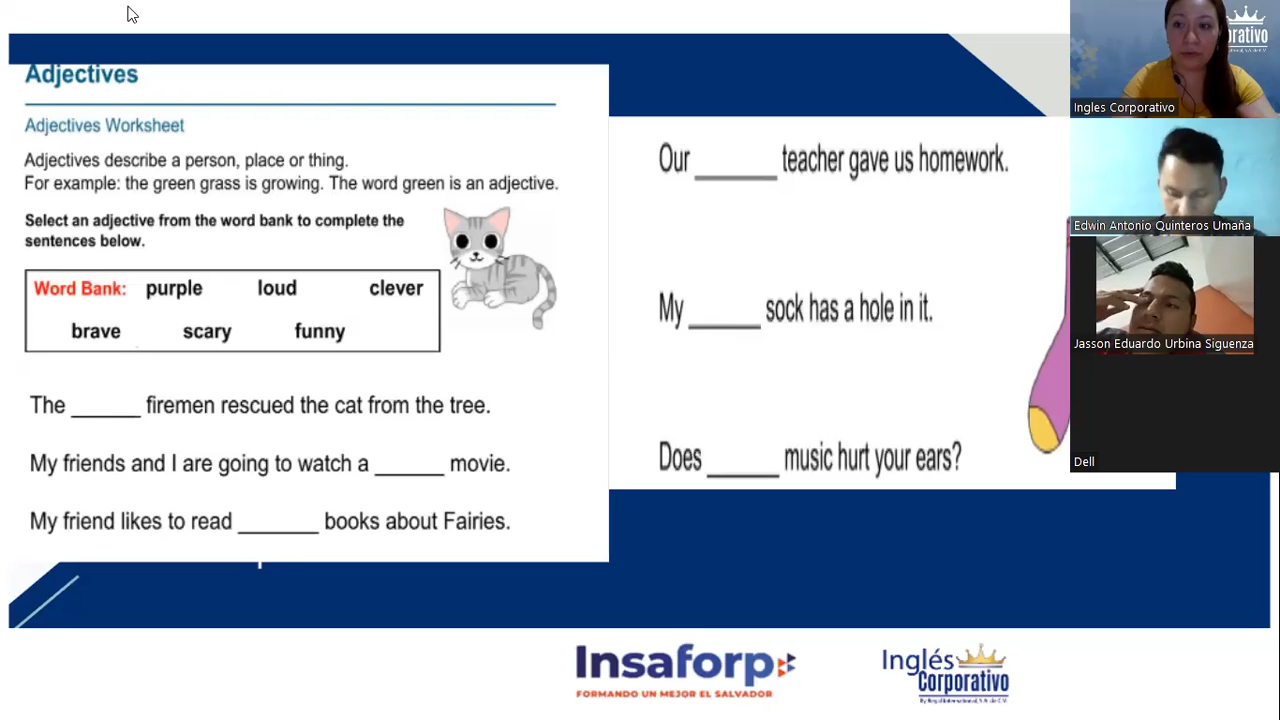 Adjectives
Adjectives Worksheet
Adjectives describe a person, place or thing.
For example: the green grass is growing. The word green is an adjective.
Select an adjective from the word bank to complete the
sentences below.
Word Bank: purple loud clever
brave scary funny
The ______ firemen rescued the cat from the tree.
My friends and I are going to watch a ______ movie.
My friend likes to read _______ books about Fairies.
Our _______ teacher gave us homework.
My ______ sock has a hole in it.
Does ______ music hurt your ears?
Ingles Corporativo
Edwin Antonio Quinteros Umaña
Jasson Eduardo Urbina Siguenza
Dell
Insaforp
FORMANDO UN MEJOR EL SALVADOR
Inglés
Corporativo